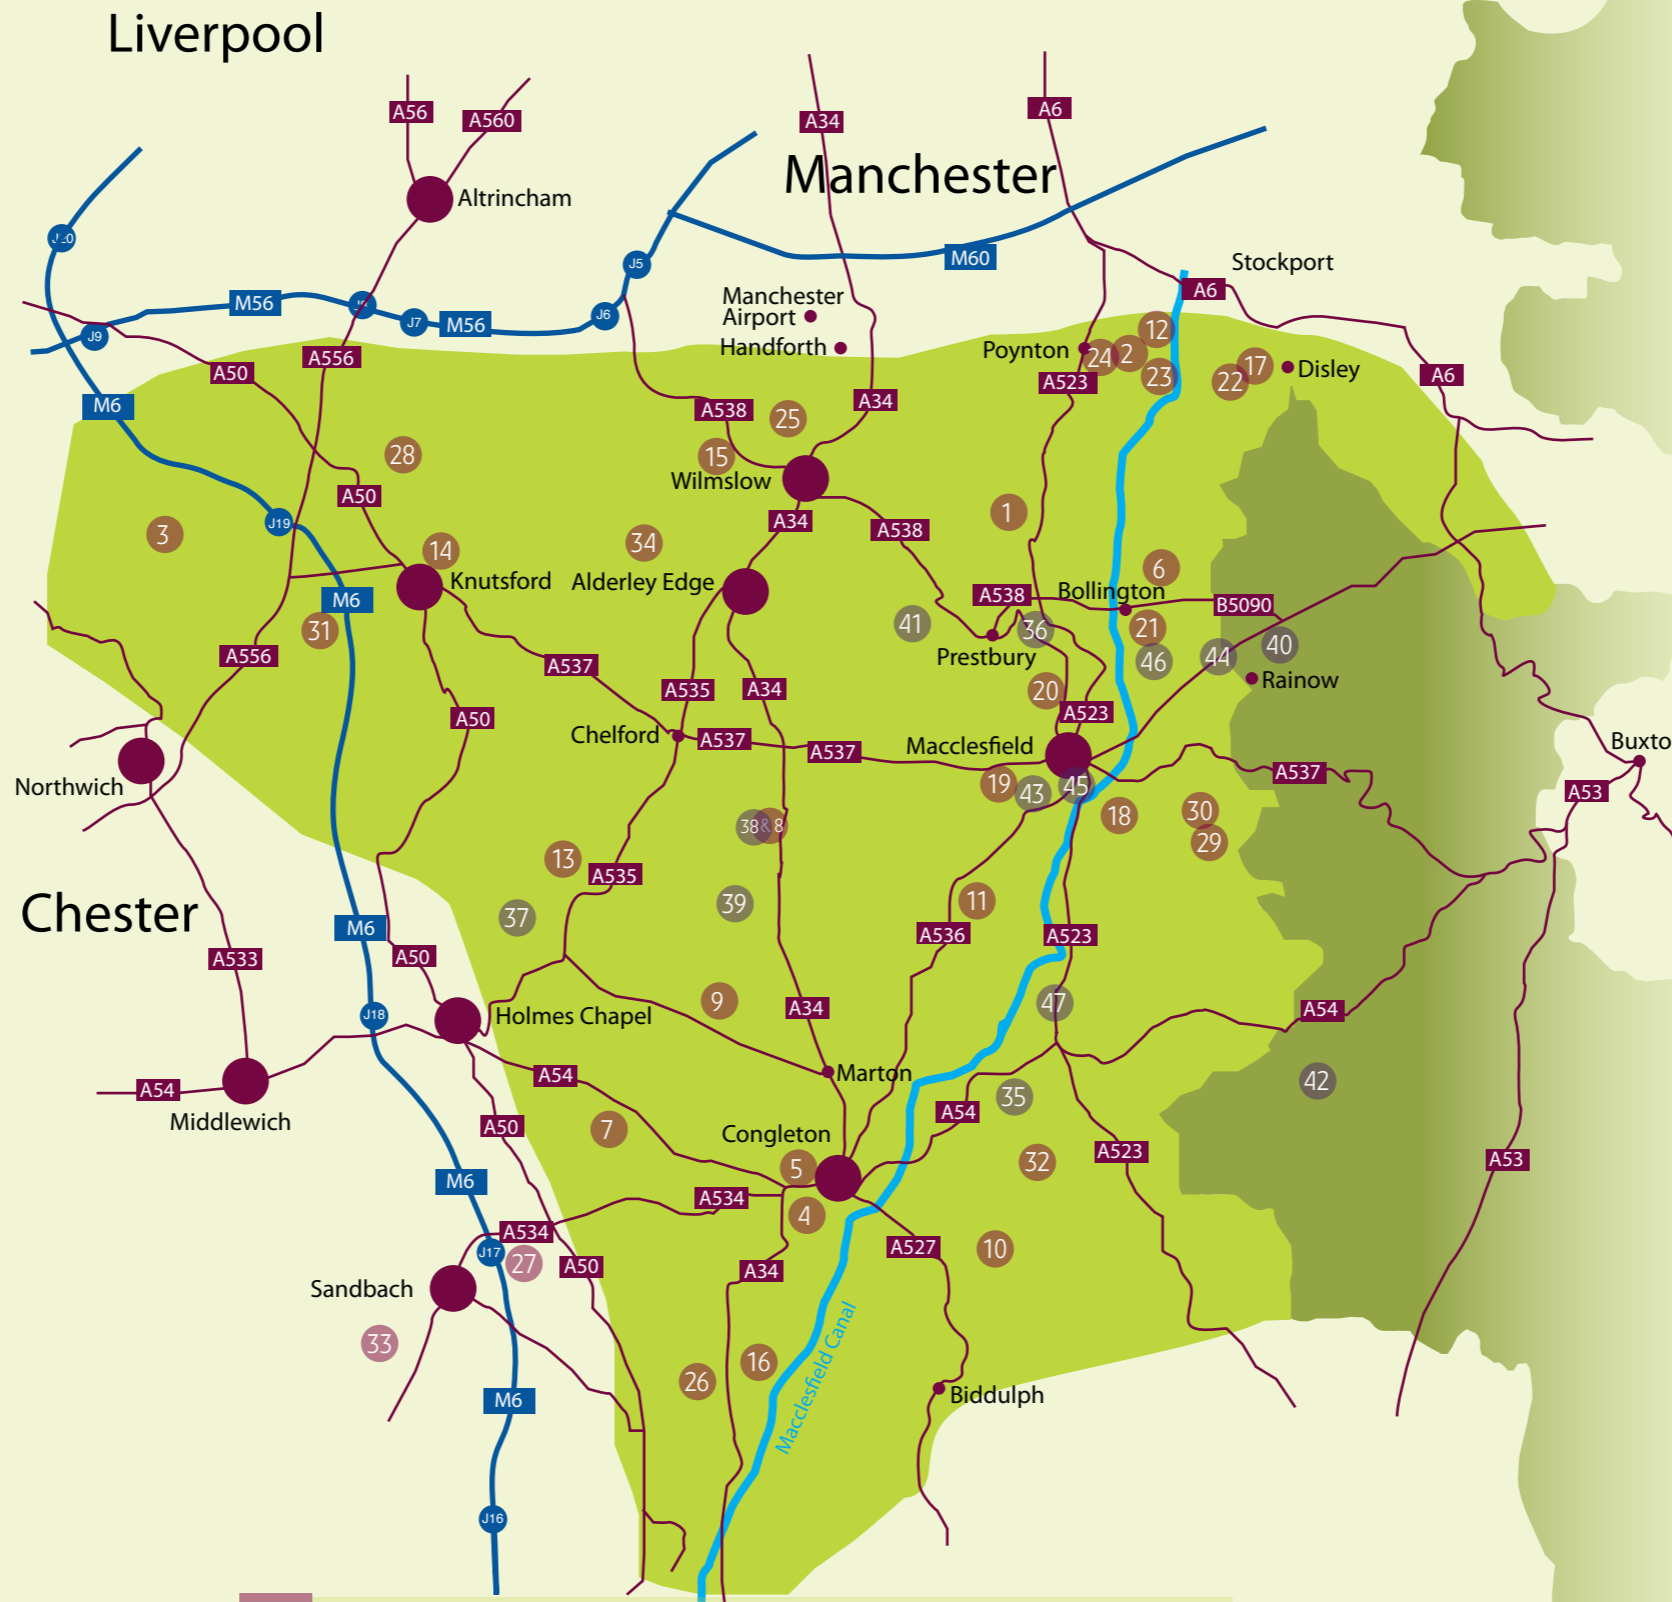 Liverpool
A56
A560
A34
A6
Manchester
Altrincham
J20
J5
M60
Stockport
M56
A6
Manchester
Airport
J7
M56
J6
J9
Handforth
12
Poynton
24
2
A556
A50
A523
23
17
22
Disley
A6
M6
A538
A34
25
28
15
Wilmslow
A50
J19
A34
A538
1
3
14
34
Knutsford
Alderley Edge
6
M6
A538
Bollington
B5090
31
41
36
21
A556
A537
Prestbury
46
44
40
20
Rainow
A535
A34
A50
A523
Chelford
A537
A537
Macclesfield
Buxto
Northwich
19
43
45
A537
A53
38
& 8
18
30
29
13
A535
Chester
37
39
11
M6
A536
A523
A533
A50
9
A34
47
A54
J18
Holmes Chapel
A54
Marton
42
A54
35
Middlewich
A50
7
Congleton
A54
5
32
A523
A53
M6
A534
4
A534
J17
27
A527
10
A50
A34
Sandbach
33
16
26
Macclesfield Canal
M6
Biddulph
J16